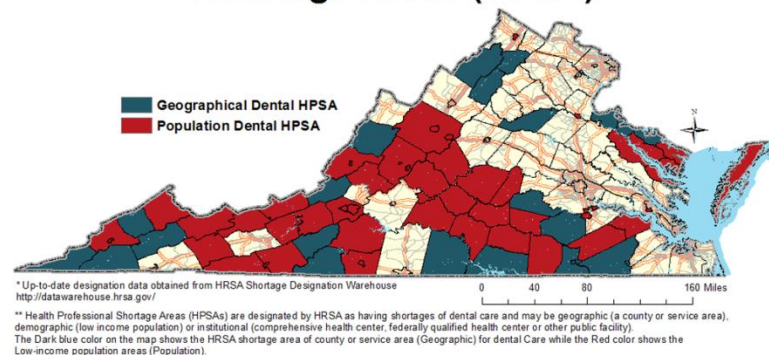 Geographical Dental HPSA
Population Dental HPSA
N
* Up-to-date designation data obtained from HRSA Shortage Designation Warehouse
http://datawarehouse.hrsa.gov/
0 40 80 160 Miles
** Health Professional Shortage Areas (HPSAs) are designated by HRSA as having shortages of dental care and may be geographic (a county or service area),
demographic (low income population) or institutional (comprehensive health center, federally qualified health center or other public facility).
The Dark blue color on the map shows the HRSA shortage area of county or service area (Geographic) for dental Care while the Red color shows the
Low-income population areas (Population).